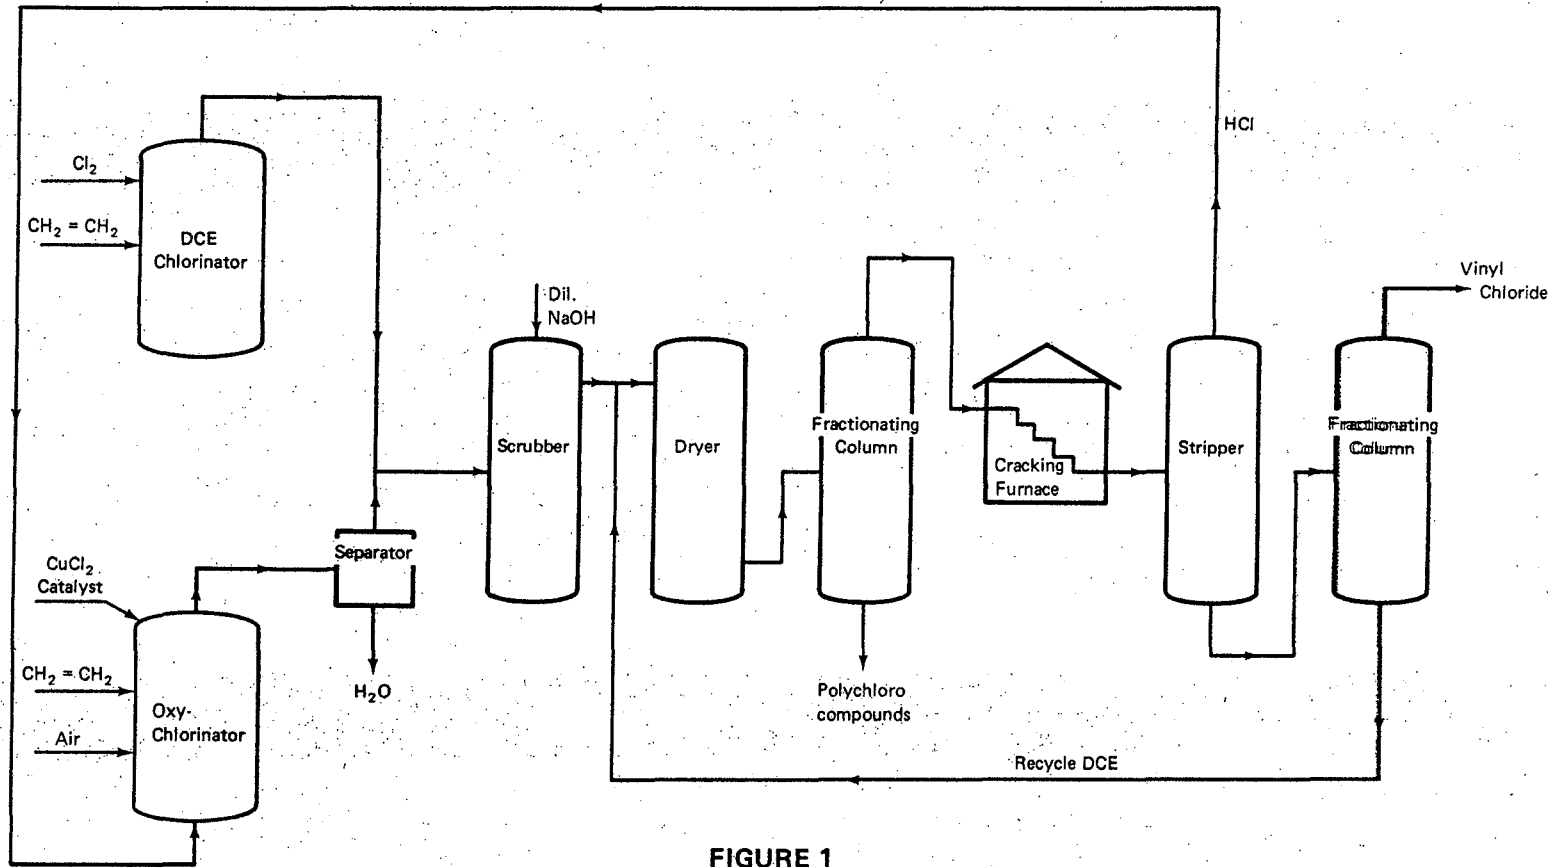 HCl
Cl₂
CH₂ = CH₂
DCE
Chlorinator
Vinyl
Chloride
Dil.
NaOH
Scrubber
Dryer
Fractionating
Column
Cracking
Furnace
Stripper
Fractionating
Column
Separator
CuCl₂
Catalyst
CH₂ = CH₂
Oxy-
Chlorinator
Air
H₂O
Polychloro
compounds
Recycle DCE
FIGURE 1